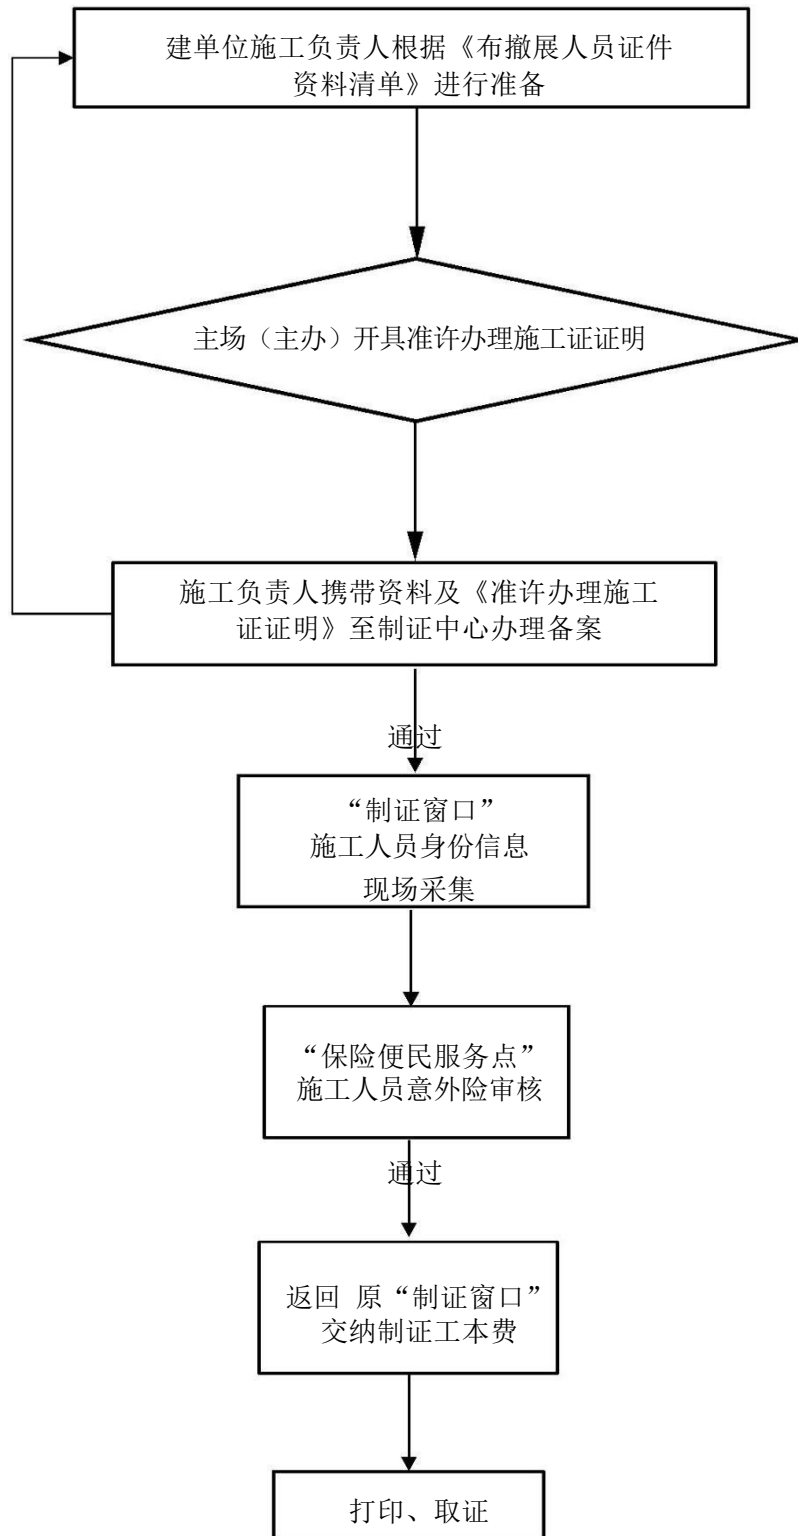 建单位施工负责人根据《布撤展人员证件
资料清单》进行准备
主场（主办）开具准许办理施工证证明
施工负责人携带资料及《准许办理施工
证证明》至制证中心办理备案
通过
“制证窗口”
施工人员身份信息
现场采集
“保险便民服务点”
施工人员意外险审核
通过
返回 原“制证窗口”
交纳制证工本费
打印、取证